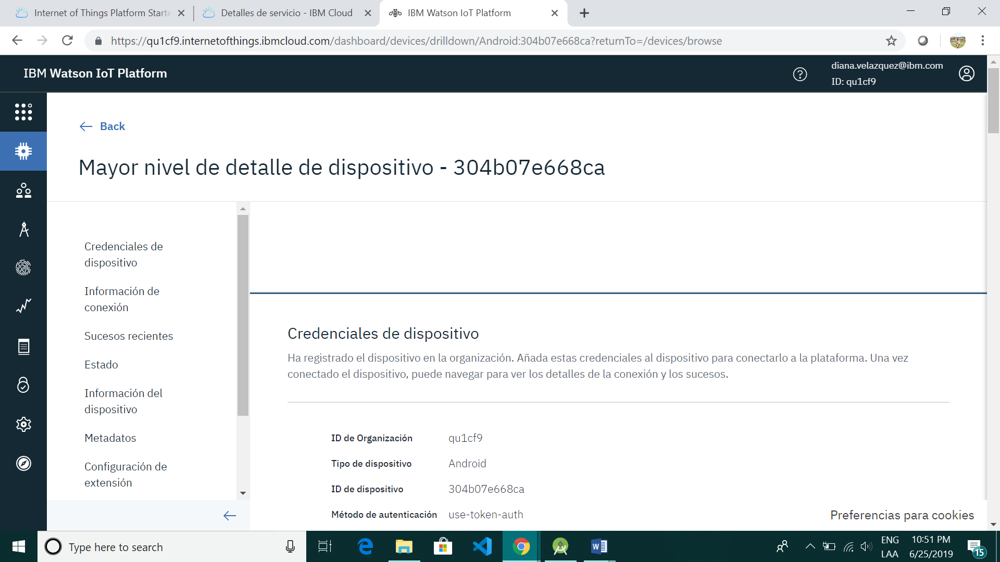 Internet of Things Platform Starte
Detalles de servicio - IBM Cloud
IBM Watson IoT Platform
https://qu1cf9.internetofthings.ibmcloud.com/dashboard/devices/drilldown/Android:304b07e668ca?returnTo=/devices/browse
IBM Watson IoT Platform
diana.velazquez@ibm.com
ID: qu1cf9
Back
Mayor nivel de detalle de dispositivo - 304b07e668ca
Credenciales de
dispositivo
Información de
conexión
Sucesos recientes
Estado
Información del
dispositivo
Metadatos
Configuración de
extensión
Credenciales de dispositivo
Ha registrado el dispositivo en la organización. Añada estas credenciales al dispositivo para conectarlo a la plataforma. Una vez
conectado el dispositivo, puede navegar para ver los detalles de la conexión y los sucesos.
ID de Organización qu1cf9
Tipo de dispositivo Android
ID de dispositivo 304b07e668ca
Método de autenticación use-token-auth
Preferencias para cookies
Type here to search
ENG
LAA
10:51 PM
6/25/2019
15